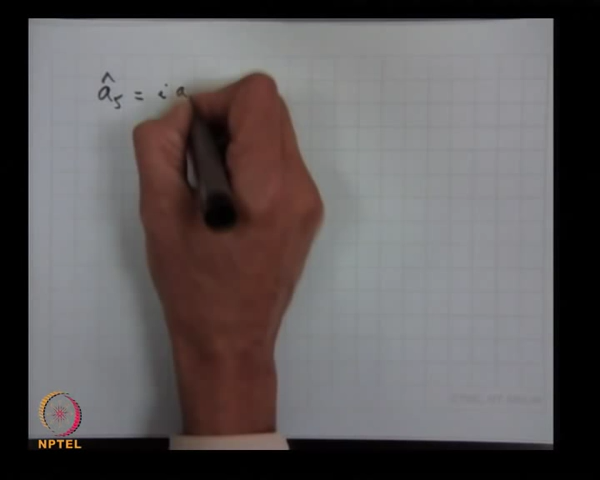 â₅ = i a
NPTEL